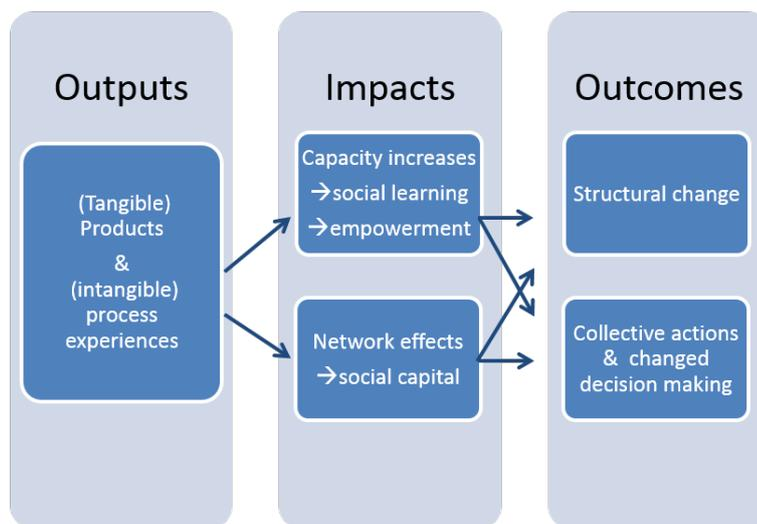 Outputs
(Tangible)
Products
&
(intangible)
process
experiences
Impacts
Capacity increases
→social learning
→empowerment
Network effects
→social capital
Outcomes
Structural change
Collective actions
& changed
decision making